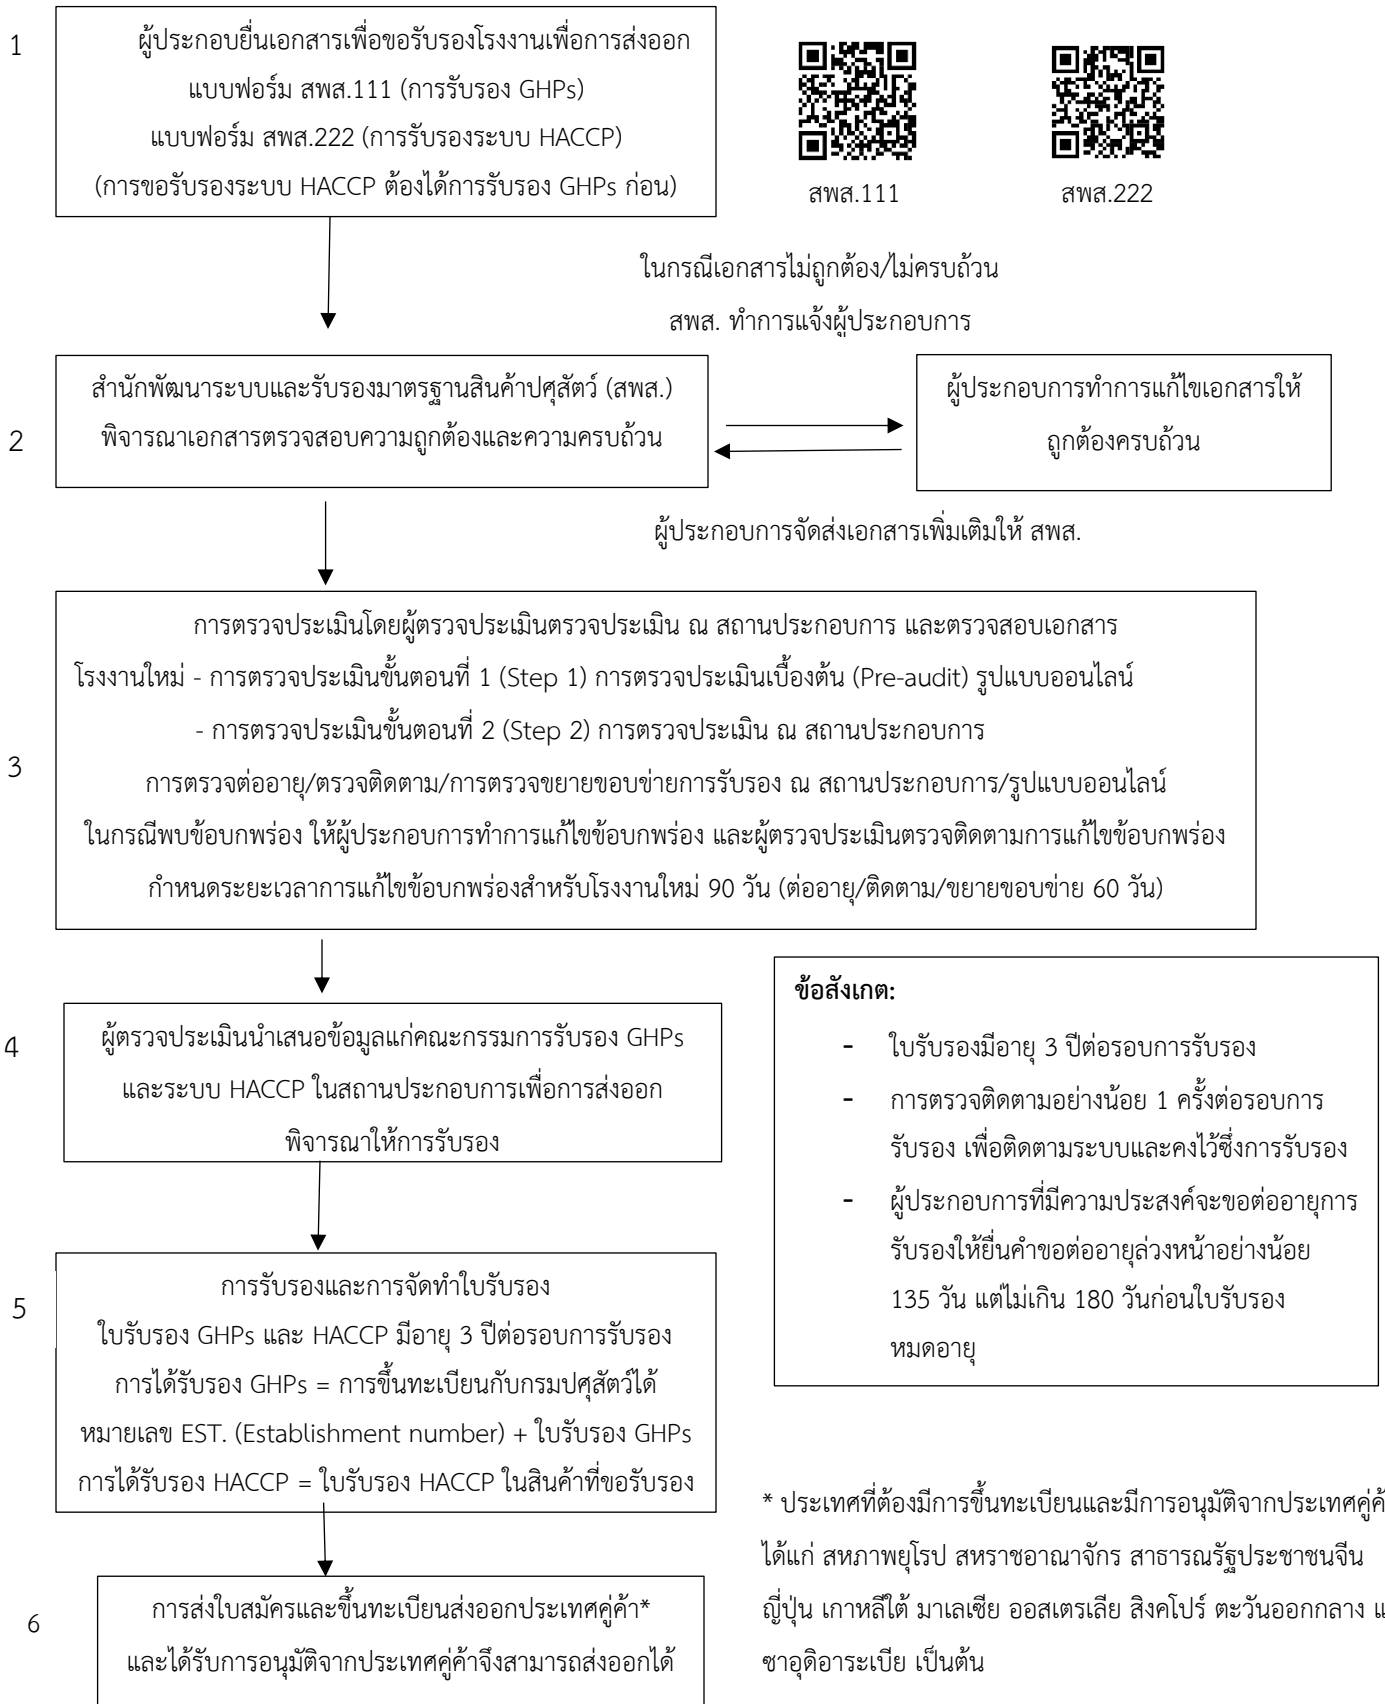 1
ผู้ประกอบยื่นเอกสารเพื่อขอรับรองโรงงานเพื่อการส่งออก
แบบฟอร์ม สพส.111 (การรับรอง GHPs)
แบบฟอร์ม สพส.222 (การรับรองระบบ HACCP)
(การขอรับรองระบบ HACCP ต้องได้การรับรอง GHPs ก่อน)
สพส.111
สพส.222
ในกรณีเอกสารไม่ถูกต้อง/ไม่ครบถ้วน
สพส. ทำการแจ้งผู้ประกอบการ
2
สำนักพัฒนาระบบและรับรองมาตรฐานสินค้าปศุสัตว์ (สพส.)
พิจารณาเอกสารตรวจสอบความถูกต้องและความครบถ้วน
ผู้ประกอบการทำการแก้ไขเอกสารให้
ถูกต้องครบถ้วน
ผู้ประกอบการจัดส่งเอกสารเพิ่มเติมให้ สพส.
3
การตรวจประเมินโดยผู้ตรวจประเมินตรวจประเมิน ณ สถานประกอบการ และตรวจสอบเอกสาร
โรงงานใหม่ - การตรวจประเมินขั้นตอนที่ 1 (Step 1) การตรวจประเมินเบื้องต้น (Pre-audit) รูปแบบออนไลน์
- การตรวจประเมินขั้นตอนที่ 2 (Step 2) การตรวจประเมิน ณ สถานประกอบการ
การตรวจต่ออายุ/ตรวจติดตาม/การตรวจขยายขอบข่ายการรับรอง ณ สถานประกอบการ/รูปแบบออนไลน์
ในกรณีพบข้อบกพร่อง ให้ผู้ประกอบการทำการแก้ไขข้อบกพร่อง และผู้ตรวจประเมินตรวจติดตามการแก้ไขข้อบกพร่อง
กำหนดระยะเวลาการแก้ไขข้อบกพร่องสำหรับโรงงานใหม่ 90 วัน (ต่ออายุ/ติดตาม/ขยายขอบข่าย 60 วัน)
4
ผู้ตรวจประเมินนำเสนอข้อมูลแก่คณะกรรมการรับรอง GHPs
และระบบ HACCP ในสถานประกอบการเพื่อการส่งออก
พิจารณาให้การรับรอง
ข้อสังเกต:
- ใบรับรองมีอายุ 3 ปีต่อรอบการรับรอง
- การตรวจติดตามอย่างน้อย 1 ครั้งต่อรอบการ
รับรอง เพื่อติดตามระบบและคงไว้ซึ่งการรับรอง
- ผู้ประกอบการที่มีความประสงค์จะขอต่ออายุการ
รับรองให้ยื่นคำขอต่ออายุล่วงหน้าอย่างน้อย
135 วัน แต่ไม่เกิน 180 วันก่อนใบรับรอง
หมดอายุ
5
การรับรองและการจัดทำใบรับรอง
ใบรับรอง GHPs และ HACCP มีอายุ 3 ปีต่อรอบการรับรอง
การได้รับรอง GHPs = การขึ้นทะเบียนกับกรมปศุสัตว์ได้
หมายเลข EST. (Establishment number) + ใบรับรอง GHPs
การได้รับรอง HACCP = ใบรับรอง HACCP ในสินค้าที่ขอรับรอง
6
การส่งใบสมัครและขึ้นทะเบียนส่งออกประเทศคู่ค้า*
และได้รับการอนุมัติจากประเทศคู่ค้าจึงสามารถส่งออกได้
* ประเทศที่ต้องมีการขึ้นทะเบียนและมีการอนุมัติจากประเทศคู่ค้
ได้แก่ สหภาพยุโรป สหราชอาณาจักร สาธารณรัฐประชาชนจีน
ญี่ปุ่น เกาหลีใต้ มาเลเซีย ออสเตรเลีย สิงคโปร์ ตะวันออกกลาง แ
ซาอุดิอาระเบีย เป็นต้น